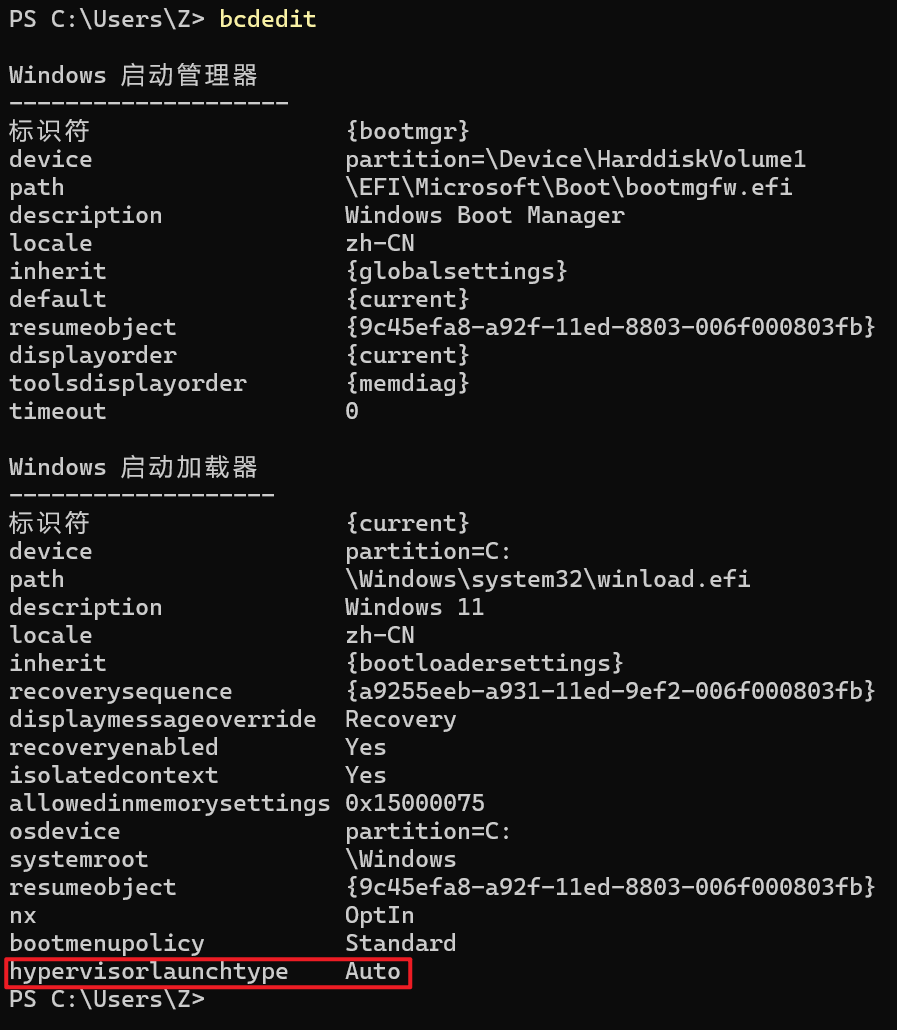 PS C:\Users\Z> bcdedit
Windows 启动管理器
--------------------
标识符                  {bootmgr}
device                  partition=\Device\HarddiskVolume1
path                    \EFI\Microsoft\Boot\bootmgfw.efi
description             Windows Boot Manager
locale                  zh-CN
inherit                 {globalsettings}
default                 {current}
resumeobject            {9c45efa8-a92f-11ed-8803-006f000803fb}
displayorder            {current}
toolsdisplayorder       {memdiag}
timeout                 0
Windows 启动加载器
-------------------
标识符                  {current}
device                  partition=C:
path                    \Windows\system32\winload.efi
description             Windows 11
locale                  zh-CN
inherit                 {bootloadersettings}
recoverysequence        {a9255eeb-a931-11ed-9ef2-006f000803fb}
displaymessageoverride  Recovery
recoveryenabled         Yes
isolatedcontext         Yes
allowedinmemorysettings 0x15000075
osdevice                partition=C:
systemroot              \Windows
resumeobject            {9c45efa8-a92f-11ed-8803-006f000803fb}
nx                      OptIn
bootmenupolicy          Standard
hypervisorlaunchtype    Auto
PS C:\Users\Z>